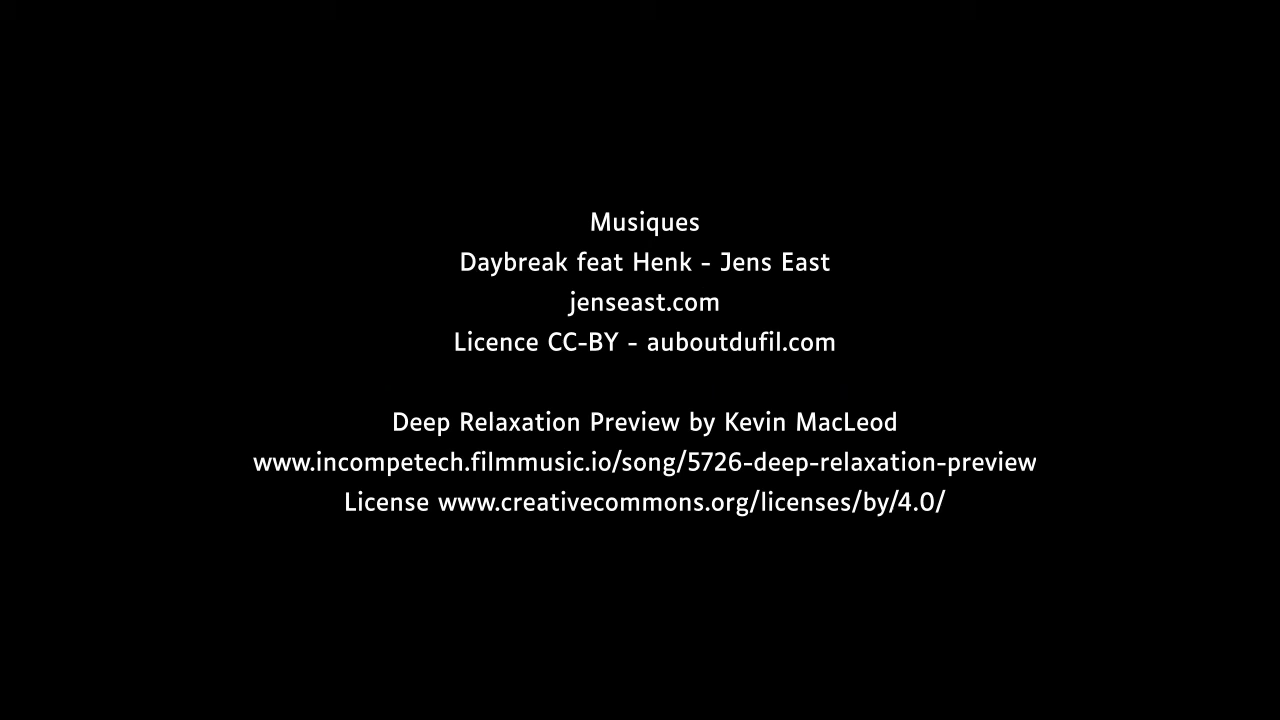 Musiques
Daybreak feat Henk - Jens East
jenseast.com
Licence CC-BY - auboutdufil.com
Deep Relaxation Preview by Kevin MacLeod
www.incompetech.filmmusic.io/song/5726-deep-relaxation-preview
License www.creativecommons.org/licenses/by/4.0/